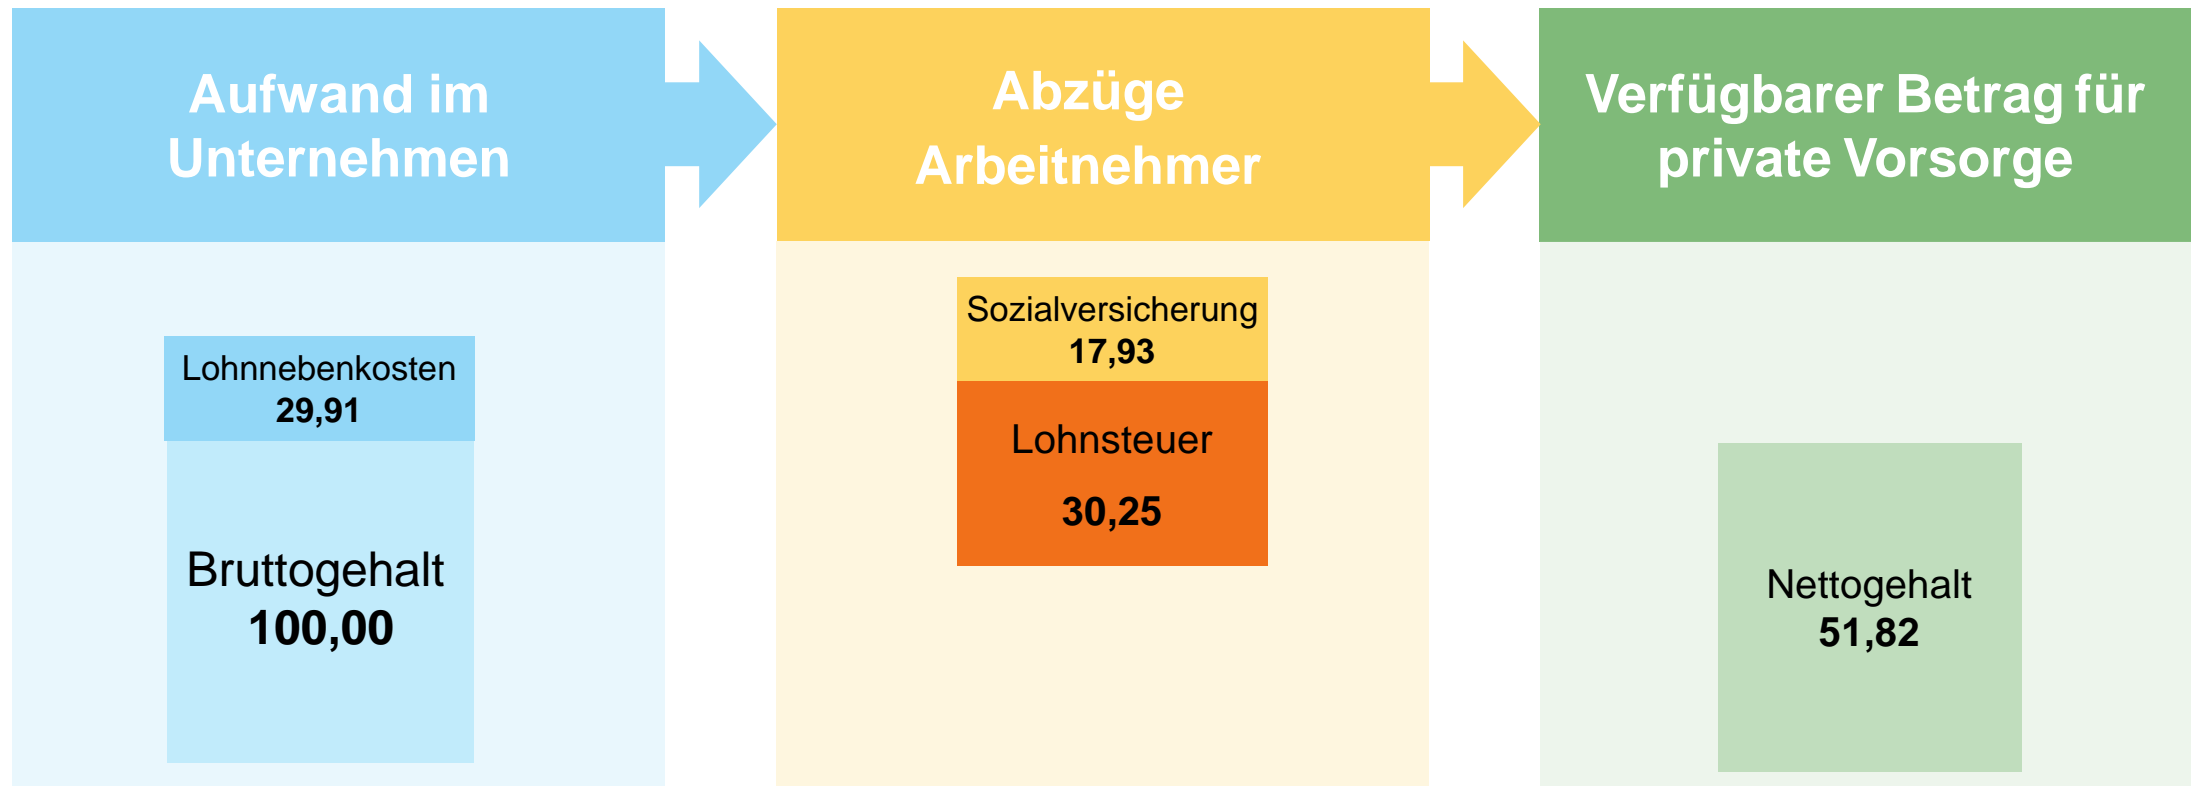 Aufwand im
Unternehmen
Abzüge
Arbeitnehmer
Verfügbarer Betrag für
private Vorsorge
Lohnnebenkosten
29,91
Bruttogehalt
100,00
Sozialversicherung
17,93
Lohnsteuer
30,25
Nettogehalt
51,82